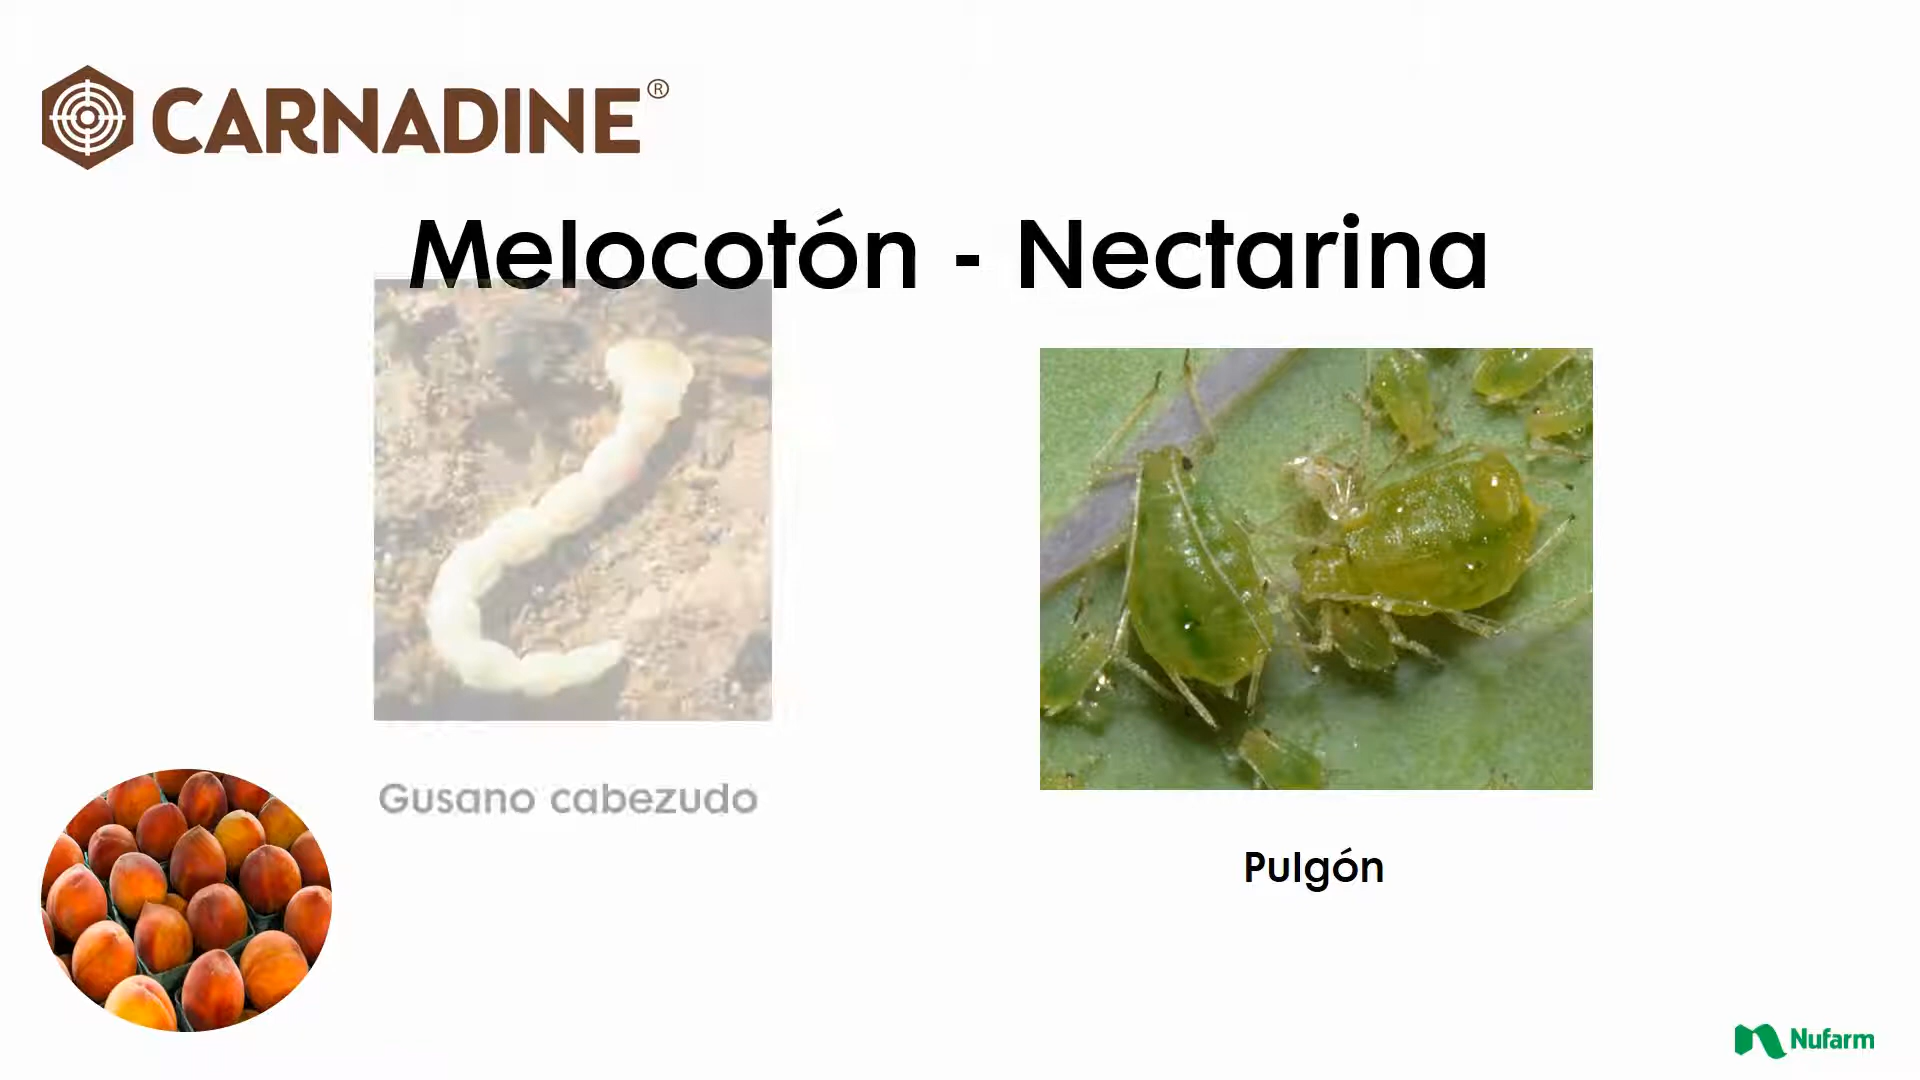 CARNADINE®
Melocotón - Nectarina
Gusano cabezudo
Pulgón
Nufarm